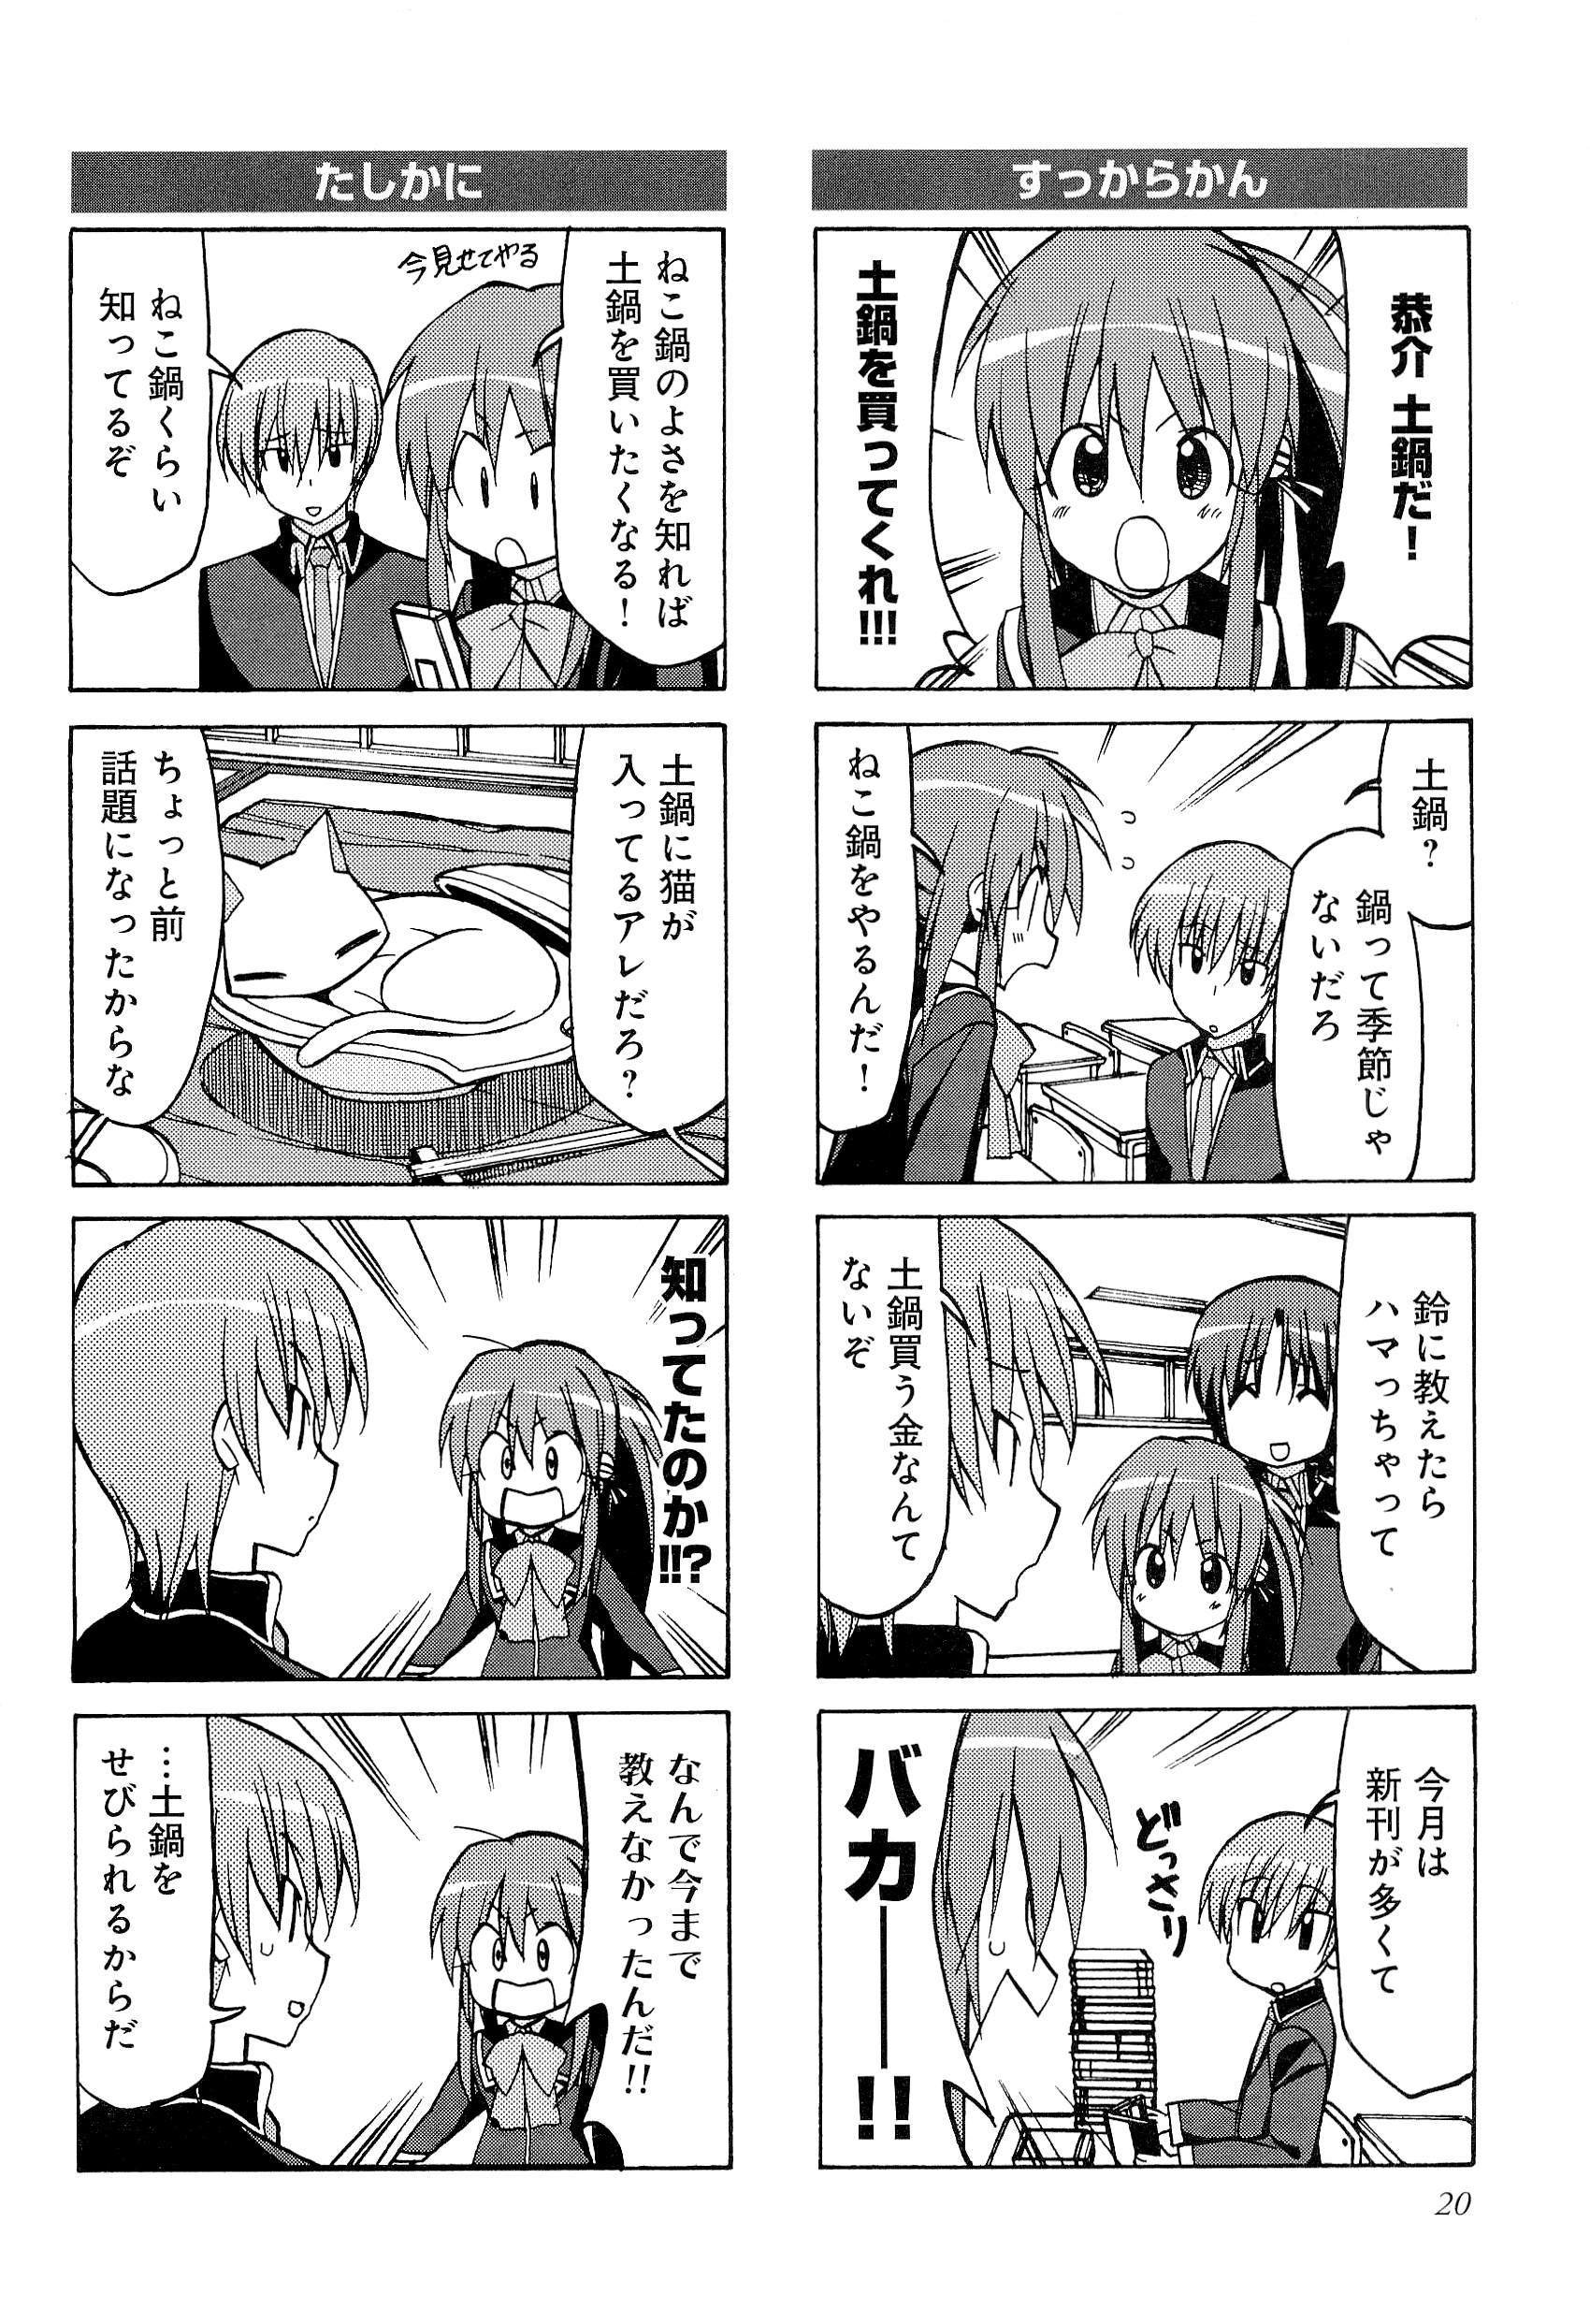 すっからかん
恭介 土鍋だ!
土鍋を買ってくれ!!!
土鍋?
鍋って季節じゃ
ないだろ
ねこ鍋をやるんだ!
鈴に教えたら
ハマっちゃって
土鍋買う金なんて
ないぞ
今月は
新刊が多くて
どっさり
バカ――!!
たしかに
ねこ鍋のよさを知れば
土鍋を買いたくなる!
今見せてやる
ねこ鍋くらい
知ってるぞ
土鍋に猫が
入ってるアレだろ?
ちょっと前
話題になったからな
知ってたのか!!?
なんで今まで
教えなかったんだ!!
…土鍋を
せびられるからだ
20